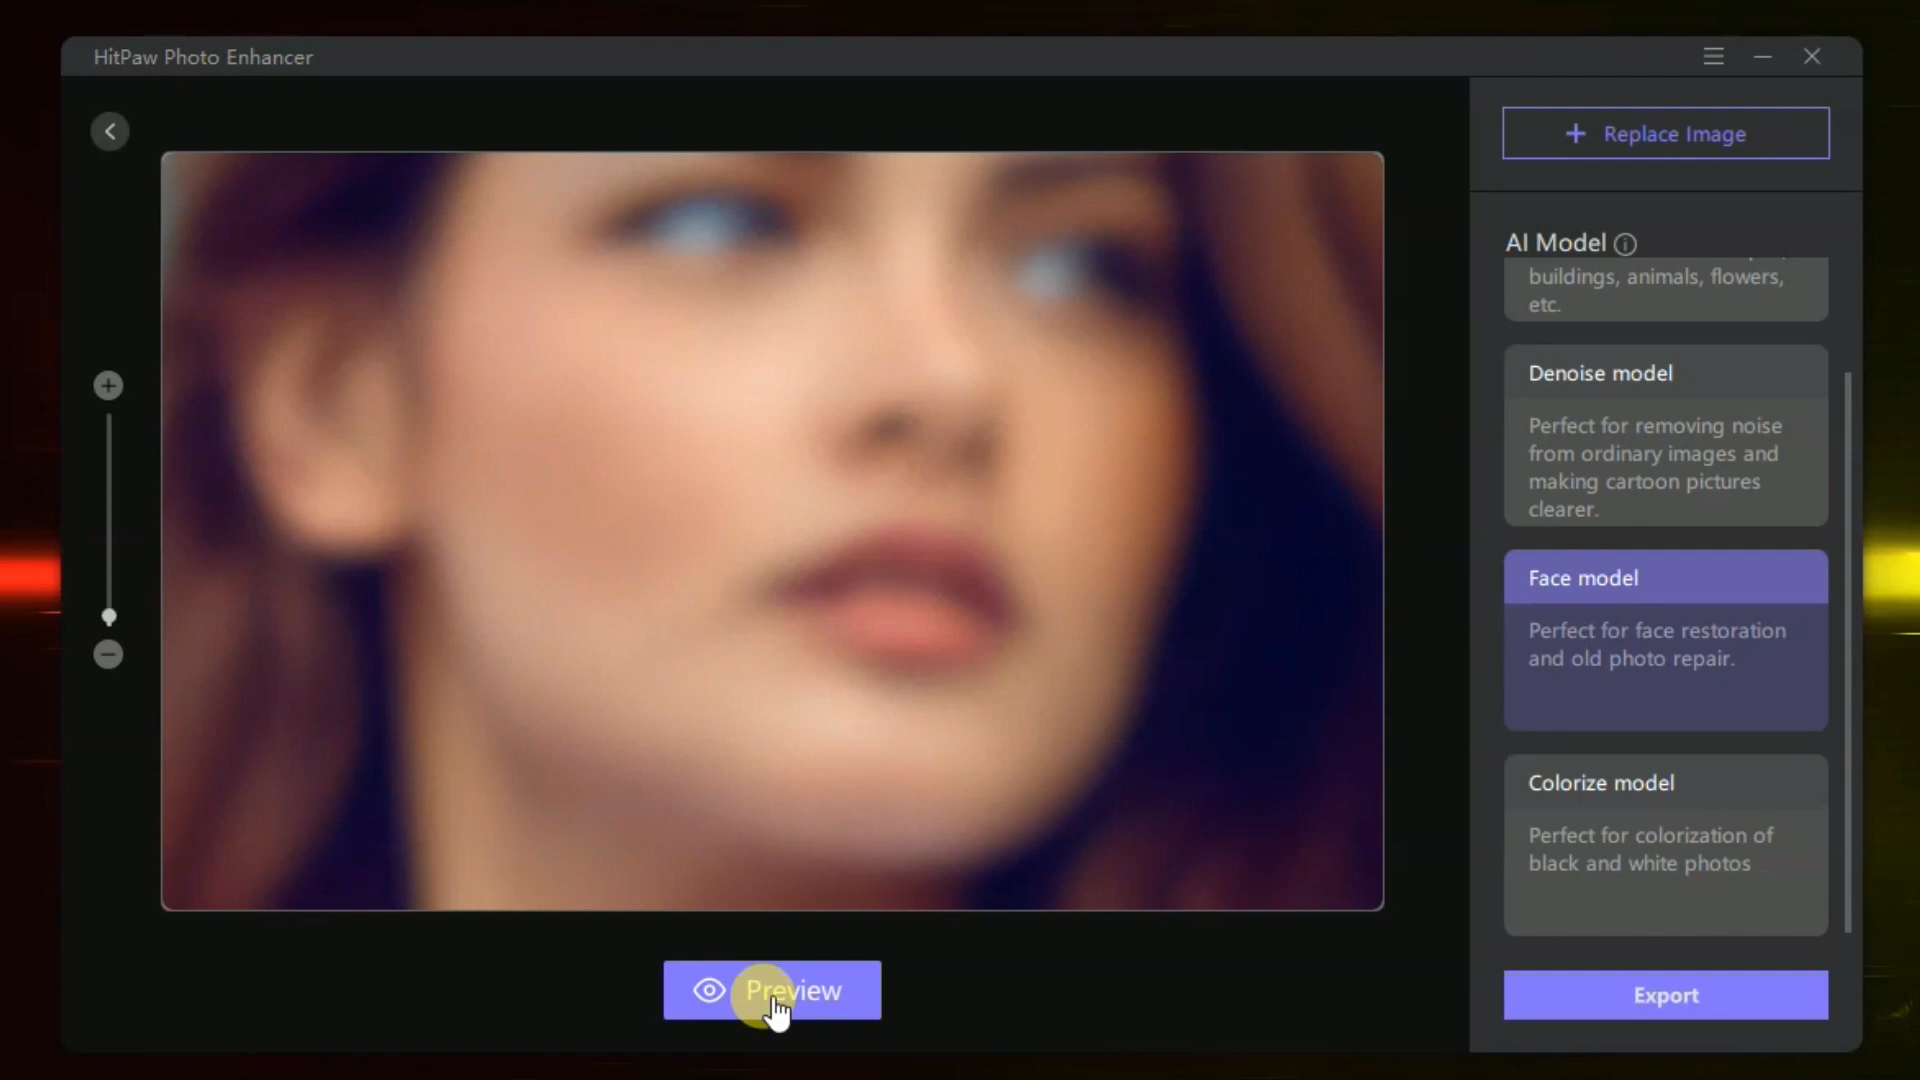 HitPaw Photo Enhancer
Replace Image
AI Model
buildings, animals, flowers,
etc.
Denoise model
Perfect for removing noise
from ordinary images and
making cartoon pictures
clearer.
Face model
Perfect for face restoration
and old photo repair.
Colorize model
Perfect for colorization of
black and white photos
Preview
Export